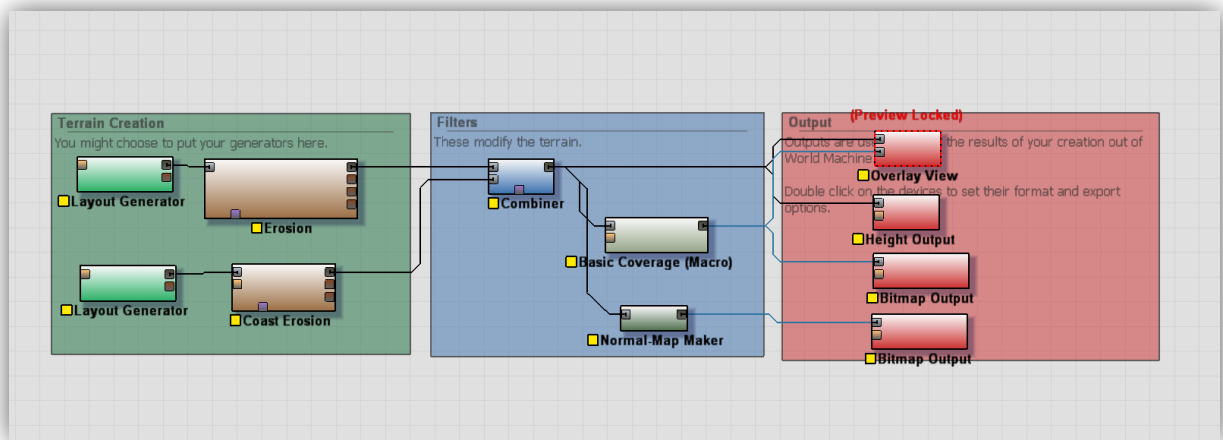 Terrain Creation
You might choose to put your generators here.
Layout Generator
Erosion
Layout Generator
Coast Erosion
Filters
These modify the terrain.
Combiner
Basic Coverage (Macro)
Normal-Map Maker
(Preview Locked)
Output
Outputs are the results of your creation out of
World Machine
Overlay View
Double click on the devices to set their format and export
options.
Height Output
Bitmap Output
Bitmap Output